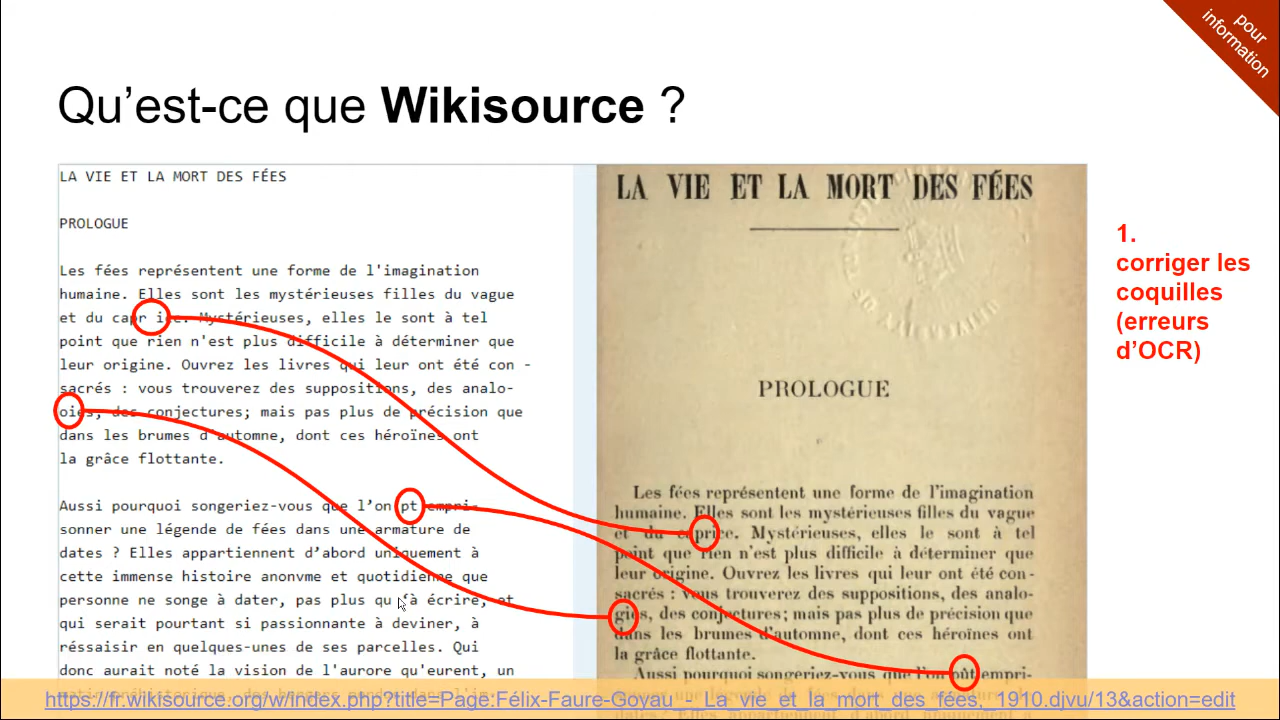 pour
information
Qu’est-ce que Wikisource ?
LA VIE ET LA MORT DES FÉES
PROLOGUE
Les fées représentent une forme de l'imagination
humaine. Elles sont les mystérieuses filles du vague
et du capr ice. Mystérieuses, elles le sont à tel
point que rien n'est plus difficile à déterminer que
leur origine. Ouvrez les livres qui leur ont été con -
sacrés : vous trouverez des suppositions, des analo-
oies, des conjectures; mais pas plus de précision que
dans les brumes d’automne, dont ces héroïnes ont
la grâce flottante.
Aussi pourquoi songeriez-vous que l’on pt empri-
sonner une légende de fées dans une armature de
dates ? Elles appartiennent d’abord uniquement à
cette immense histoire anonvme et quotidienne que
personne ne songe à dater, pas plus qu’à écrire, et
qui serait pourtant si passionnante à deviner, à
réssaisir en quelques-unes de ses parcelles. Qui
donc aurait noté la vision de l'aurore qu'eurent, un
LA VIE ET LA MORT DES FÉES
PROLOGUE
Les fées représentent une forme de l’imagination
humaine. Elles sont les mystérieuses filles du vague
et du caprice. Mystérieuses, elles le sont à tel
point que rien n’est plus difficile à déterminer que
leur origine. Ouvrez les livres qui leur ont été con-
sacrés : vous trouverez des suppositions, des analo-
gies, des conjectures; mais pas plus de précision que
dans les brumes d’automne, dont ces héroïnes ont
la grâce flottante.
Aussi pourquoi songeriez-vous que l’on pût empri-
1.
corriger les
coquilles
(erreurs
d’OCR)
https://fr.wikisource.org/w/index.php?title=Page:Félix-Faure-Goyau_-_La_vie_et_la_mort_des_fées,_1910.djvu/13&action=edit